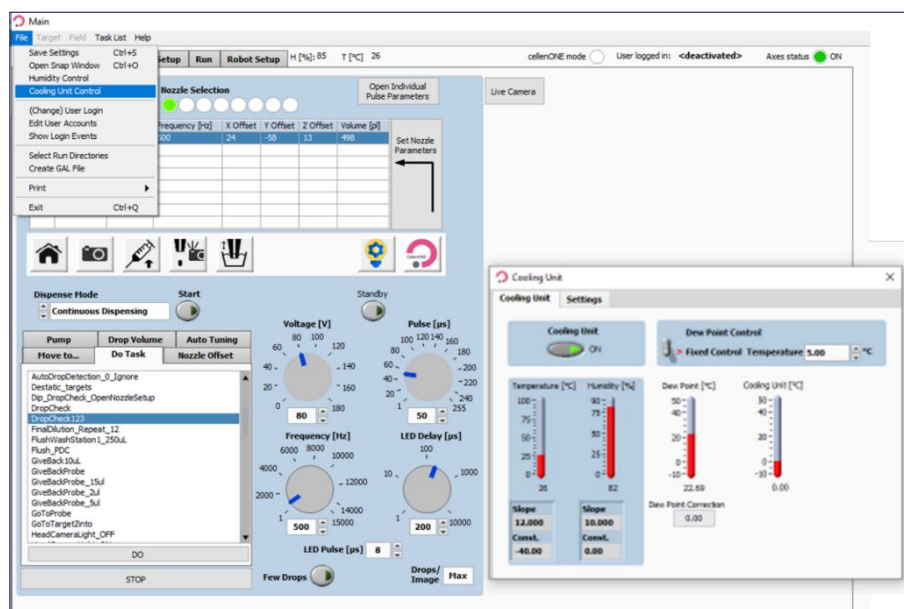 Main
File Target Field Task List Help
Save Settings Ctrl+S
Open Snap Window Ctrl+O
Humidity Control
Cooling Unit Control
(Change) User Login
Edit User Accounts
Show Login Events
Select Run Directories
Create GAL File
Print
Exit Ctrl+Q
Setup Run Robot Setup H [%]: 85 T [°C] 26
cellenONE mode User logged in: <deactivated> Axes status ON
Nozzle Selection
Open Individual
Pulse Parameters
Live Camera
Frequency [Hz] X Offset Y Offset Z Offset Volume [pl]
500 24 -58 13 498
Set Nozzle
Parameters
CellenONE
Dispense Mode Start Standby
Continuous Dispensing
Pump Drop Volume Auto Tuning
Move to... Do Task Nozzle Offset
AutoDropDetection_0_Ignore
Destatic_targets
Dip_DropCheck_OpenNozzleSetup
DropCheck
DropCheck123
FinalDilution_Repeat_12
FlushWashStation1_250uL
Flush_PDC
GiveBack10uL
GiveBackProbe
GiveBackProbe_15ul
GiveBackProbe_2ul
GiveBackProbe_5ul
GoToProbe
GoToTargetZinto
HeadCameraLight_OFF
DO
STOP
Voltage [V]
0 20 40 60 80 100 120 140 160 180
80
Pulse [µs]
1 20 40 60 80 100 120 140 160 180 200 220 240 255
50
Frequency [Hz]
1 2000 4000 6000 8000 10000 12000 14000 15000
500
LED Delay [µs]
1 10 100 1000 10000
200
LED Pulse [µs] 8
Few Drops
Drops/
Image Max
Cooling Unit
Cooling Unit Settings
Cooling Unit
ON
Dew Point Control
> Fixed Control Temperature 5.00 °C
Temperature [°C] Humidity [%] Dew Point [°C] Cooling Unit [°C]
100 75 50 25 0
90 75 50 25 0
50 40 20 0 -10
50 40 20 0 -10
26 82 22.69 0.00
Slope Slope
12.000 10.000
Const. Const.
-40.00 0.00
Dew Point Correction
0.00